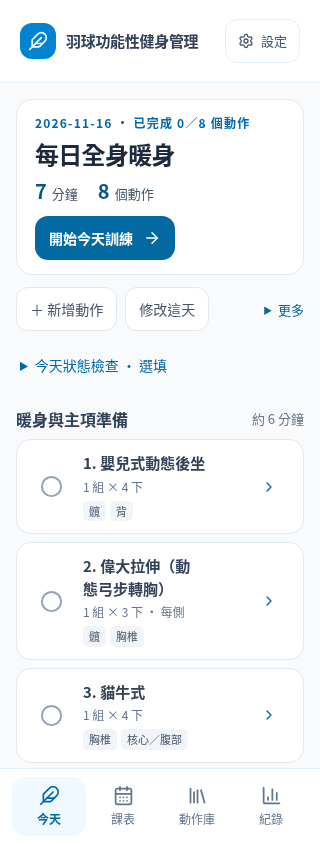 羽球功能性健身管理
設定
2026-11-16 • 已完成 0／8 個動作
每日全身暖身
7 分鐘 8 個動作
開始今天訓練 →
＋ 新增動作
修改這天
▶ 更多
▶ 今天狀態檢查 • 選填
暖身與主項準備
約 6 分鐘
1. 嬰兒式動態後坐
1 組 × 4 下
髖 背
2. 偉大拉伸（動
態弓步轉胸）
1 組 × 3 下 • 每側
髖 胸椎
3. 貓牛式
1 組 × 4 下
胸椎 核心／腹部
今天 課表 動作庫 紀錄